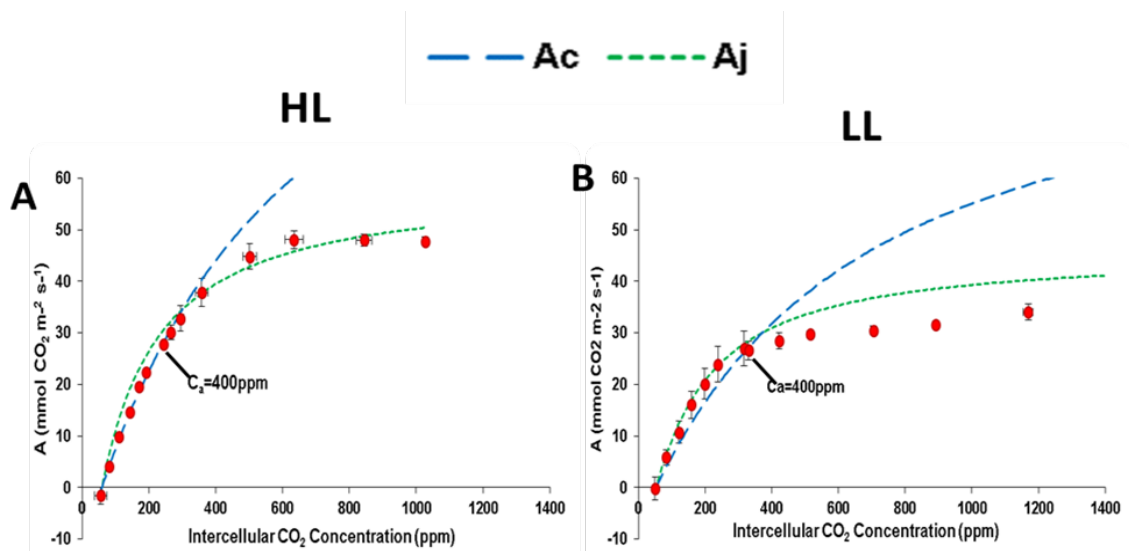 Ac Aj
HL
LL
A
B
60
50
40
30
20
10
0
-10
A (mmol CO₂ m⁻² s⁻¹)
Cₐ=400ppm
0 200 400 600 800 1000 1200 1400
Intercellular CO₂ Concentration (ppm)
60
50
40
30
20
10
0
-10
A (mmol CO2 m-2 s-1)
Ca=400ppm
0 200 400 600 800 1000 1200 1400
Intercellular CO₂ Concentration (ppm)